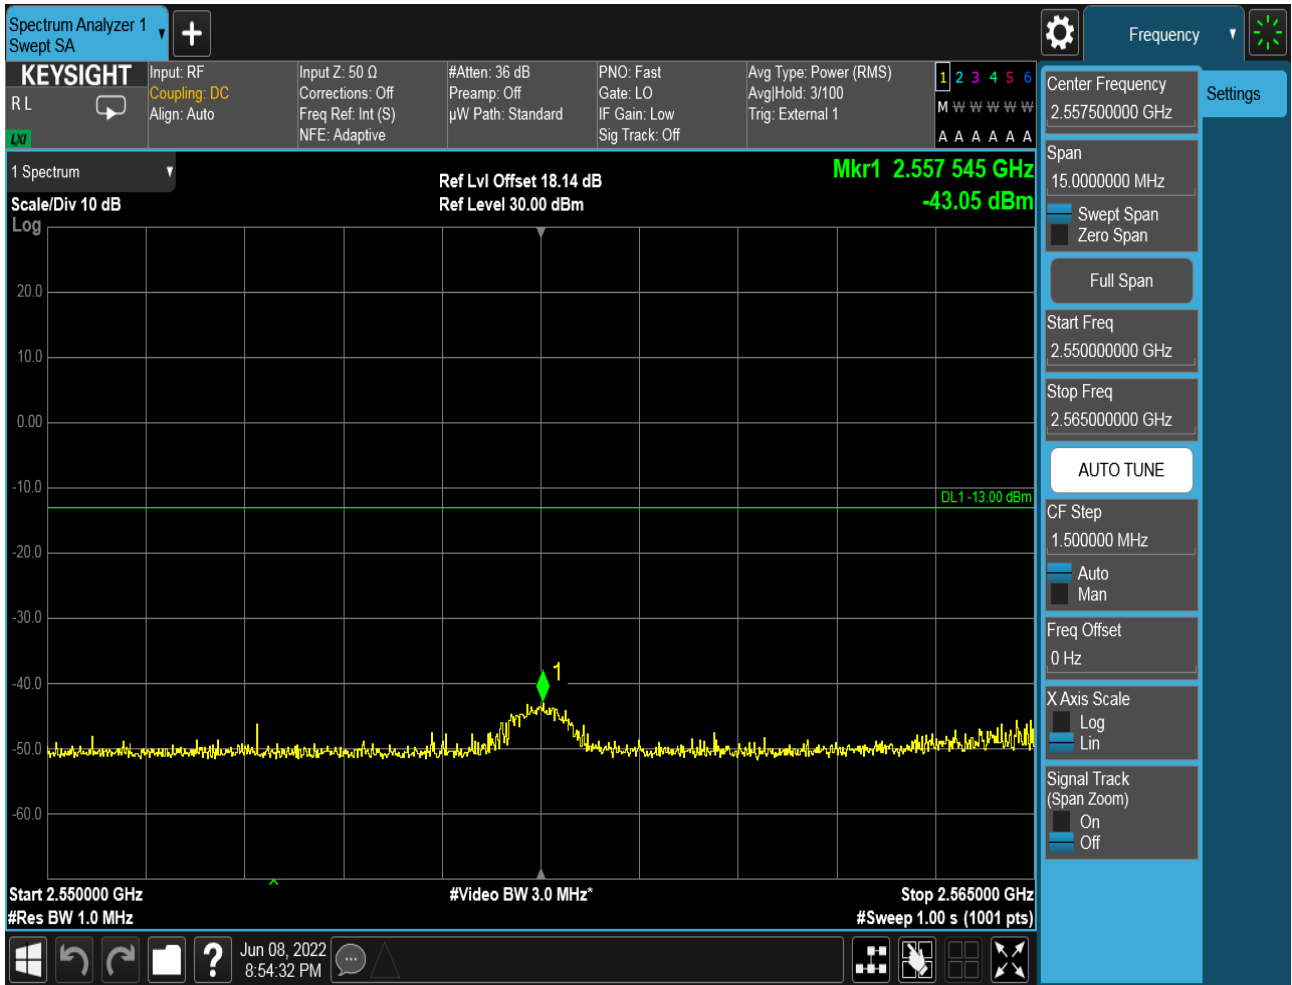 Spectrum Analyzer 1
Swept SA
Frequency
KEYSIGHT
R L
LXI
Input: RF
Coupling: DC
Align: Auto
Input Z: 50 Ω
Corrections: Off
Freq Ref: Int (S)
NFE: Adaptive
#Atten: 36 dB
Preamp: Off
µW Path: Standard
PNO: Fast
Gate: LO
IF Gain: Low
Sig Track: Off
Avg Type: Power (RMS)
Avg|Hold: 3/100
Trig: External 1
1 2 3 4 5 6
M W W W W W
A A A A A A
1 Spectrum
Scale/Div 10 dB
Log
Ref Lvl Offset 18.14 dB
Ref Level 30.00 dBm
Mkr1 2.557 545 GHz
-43.05 dBm
20.0
10.0
0.00
-10.0
DL1 -13.00 dBm
-20.0
-30.0
1
-40.0
-50.0
-60.0
Start 2.550000 GHz
#Video BW 3.0 MHz*
Stop 2.565000 GHz
#Res BW 1.0 MHz
#Sweep 1.00 s (1001 pts)
Jun 08, 2022
8:54:32 PM
?
Center Frequency
2.557500000 GHz
Settings
Span
15.0000000 MHz
Swept Span
Zero Span
Full Span
Start Freq
2.550000000 GHz
Stop Freq
2.565000000 GHz
AUTO TUNE
CF Step
1.500000 MHz
Auto
Man
Freq Offset
0 Hz
X Axis Scale
Log
Lin
Signal Track
(Span Zoom)
On
Off